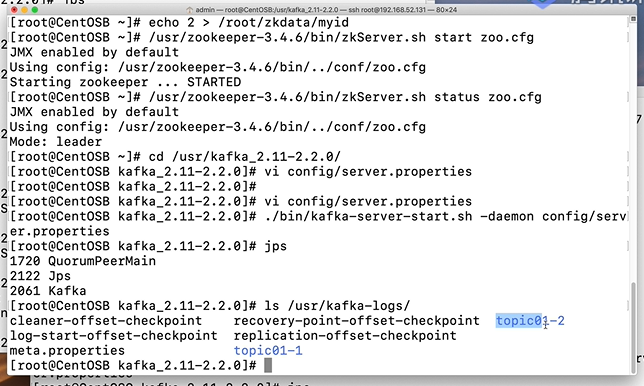 admin — root@CentOSB:/usr/kafka_2.11-2.2.0 — ssh root@192.168.52.131 — 80×24
[root@CentOSB ~]# echo 2 > /root/zkdata/myid
[root@CentOSB ~]# /usr/zookeeper-3.4.6/bin/zkServer.sh start zoo.cfg
JMX enabled by default
Using config: /usr/zookeeper-3.4.6/bin/../conf/zoo.cfg
Starting zookeeper ... STARTED
[root@CentOSB ~]# /usr/zookeeper-3.4.6/bin/zkServer.sh status zoo.cfg
JMX enabled by default
Using config: /usr/zookeeper-3.4.6/bin/../conf/zoo.cfg
Mode: leader
[root@CentOSB ~]# cd /usr/kafka_2.11-2.2.0/
[root@CentOSB kafka_2.11-2.2.0]# vi config/server.properties
[root@CentOSB kafka_2.11-2.2.0]#
[root@CentOSB kafka_2.11-2.2.0]# vi config/server.properties
[root@CentOSB kafka_2.11-2.2.0]# ./bin/kafka-server-start.sh -daemon config/serv
er.properties
[root@CentOSB kafka_2.11-2.2.0]# jps
1720 QuorumPeerMain
2122 Jps
2061 Kafka
[root@CentOSB kafka_2.11-2.2.0]# ls /usr/kafka-logs/
cleaner-offset-checkpoint recovery-point-offset-checkpoint topic01-2
log-start-offset-checkpoint replication-offset-checkpoint
meta.properties topic01-1
[root@CentOSB kafka_2.11-2.2.0]#